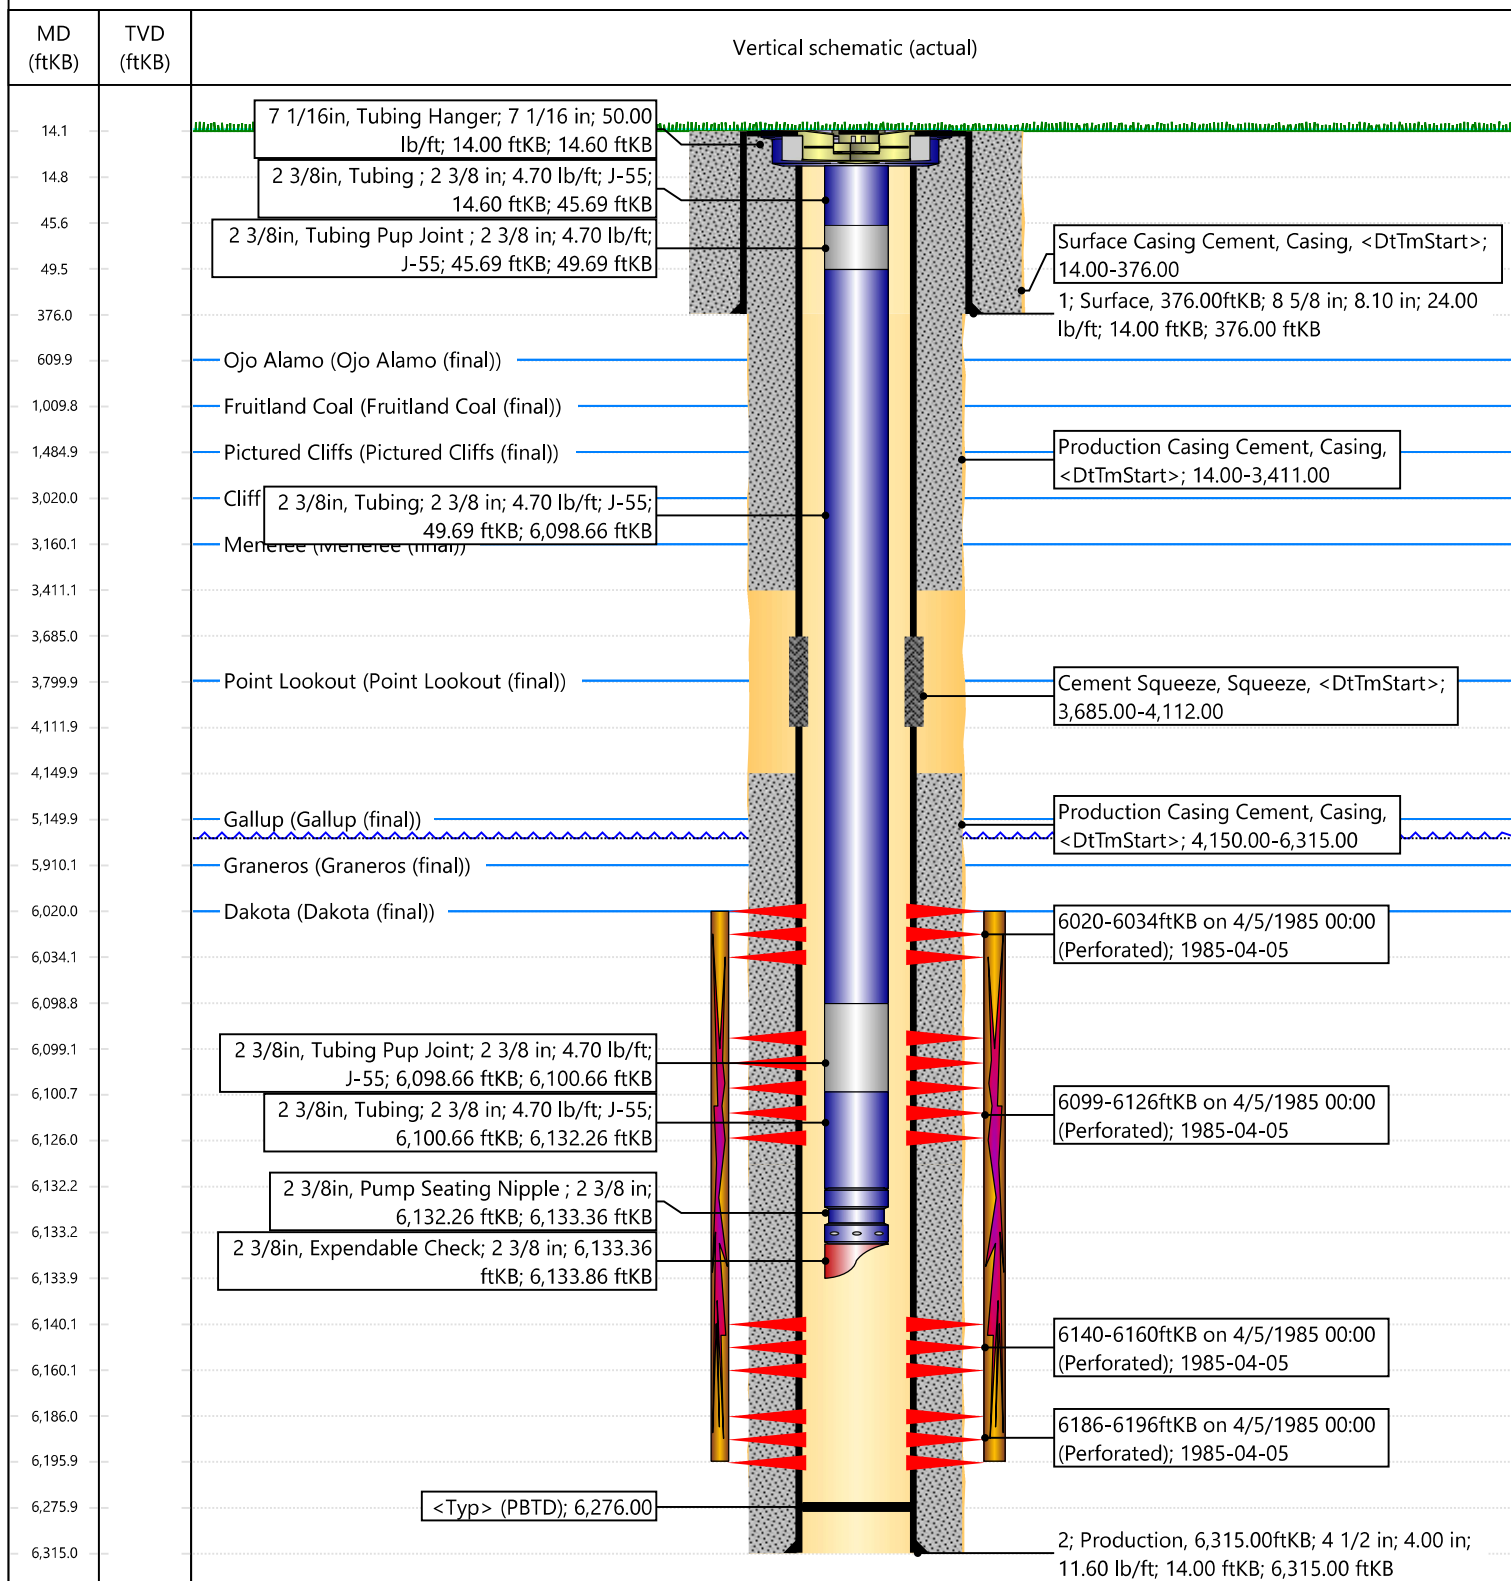 MD
(ftKB)
TVD
(ftKB)
Vertical schematic (actual)
14.1
14.8
45.6
49.5
376.0
609.9
1,009.8
1,484.9
3,020.0
3,160.1
3,411.1
3,685.0
3,799.9
4,111.9
4,149.9
5,149.9
5,910.1
6,020.0
6,034.1
6,098.8
6,099.1
6,100.7
6,126.0
6,132.2
6,133.2
6,133.9
6,140.1
6,160.1
6,186.0
6,195.9
6,275.9
6,315.0
7 1/16in, Tubing Hanger; 7 1/16 in; 50.00
lb/ft; 14.00 ftKB; 14.60 ftKB
2 3/8in, Tubing ; 2 3/8 in; 4.70 lb/ft; J-55;
14.60 ftKB; 45.69 ftKB
2 3/8in, Tubing Pup Joint ; 2 3/8 in; 4.70 lb/ft;
J-55; 45.69 ftKB; 49.69 ftKB
Ojo Alamo (Ojo Alamo (final))
Fruitland Coal (Fruitland Coal (final))
Pictured Cliffs (Pictured Cliffs (final))
Cliff
2 3/8in, Tubing; 2 3/8 in; 4.70 lb/ft; J-55;
49.69 ftKB; 6,098.66 ftKB
Menefee (Menefee (final))
Point Lookout (Point Lookout (final))
Gallup (Gallup (final))
Graneros (Graneros (final))
Dakota (Dakota (final))
2 3/8in, Tubing Pup Joint; 2 3/8 in; 4.70 lb/ft;
J-55; 6,098.66 ftKB; 6,100.66 ftKB
2 3/8in, Tubing; 2 3/8 in; 4.70 lb/ft; J-55;
6,100.66 ftKB; 6,132.26 ftKB
2 3/8in, Pump Seating Nipple ; 2 3/8 in;
6,132.26 ftKB; 6,133.36 ftKB
2 3/8in, Expendable Check; 2 3/8 in; 6,133.36
ftKB; 6,133.86 ftKB
<Typ> (PBTD); 6,276.00
Surface Casing Cement, Casing, <DtTmStart>;
14.00-376.00
1; Surface, 376.00ftKB; 8 5/8 in; 8.10 in; 24.00
lb/ft; 14.00 ftKB; 376.00 ftKB
Production Casing Cement, Casing,
<DtTmStart>; 14.00-3,411.00
Cement Squeeze, Squeeze, <DtTmStart>;
3,685.00-4,112.00
Production Casing Cement, Casing,
<DtTmStart>; 4,150.00-6,315.00
6020-6034ftKB on 4/5/1985 00:00
(Perforated); 1985-04-05
6099-6126ftKB on 4/5/1985 00:00
(Perforated); 1985-04-05
6140-6160ftKB on 4/5/1985 00:00
(Perforated); 1985-04-05
6186-6196ftKB on 4/5/1985 00:00
(Perforated); 1985-04-05
2; Production, 6,315.00ftKB; 4 1/2 in; 4.00 in;
11.60 lb/ft; 14.00 ftKB; 6,315.00 ftKB